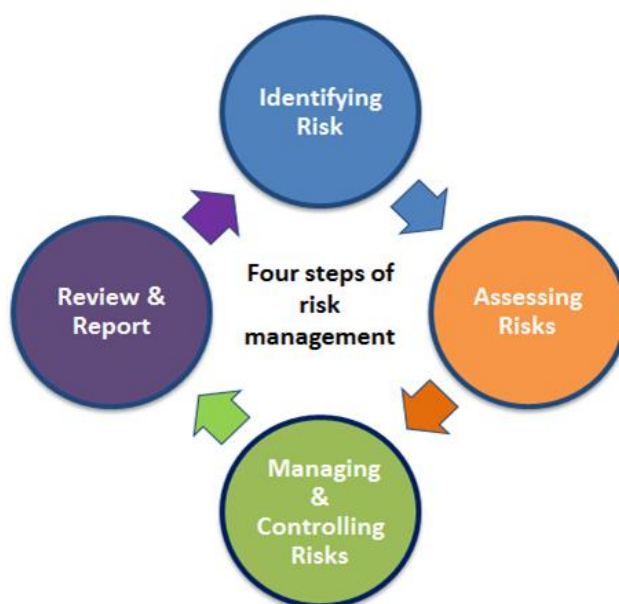 Identifying
Risk
Assessing
Risks
Managing
&
Controlling
Risks
Review &
Report
Four steps of
risk
management